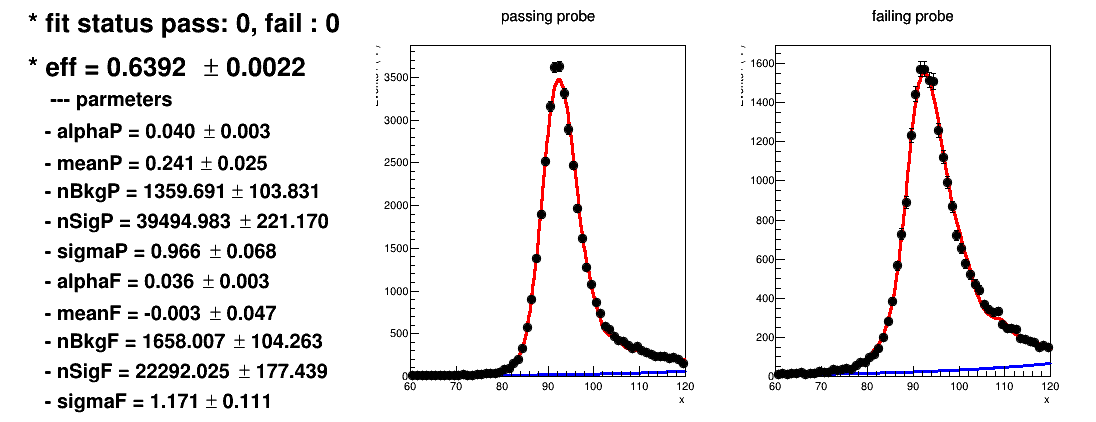 * fit status pass: 0, fail : 0
* eff = 0.6392 ± 0.0022
--- parmeters
- alphaP = 0.040 ± 0.003
- meanP = 0.241 ± 0.025
- nBkgP = 1359.691 ± 103.831
- nSigP = 39494.983 ± 221.170
- sigmaP = 0.966 ± 0.068
- alphaF = 0.036 ± 0.003
- meanF = -0.003 ± 0.047
- nBkgF = 1658.007 ± 104.263
- nSigF = 22292.025 ± 177.439
- sigmaF = 1.171 ± 0.111
passing probe
3500
3000
2500
2000
1500
1000
500
0
60 70 80 90 100 110 120
x
failing probe
1600
1400
1200
1000
800
600
400
200
0
60 70 80 90 100 110 120
x